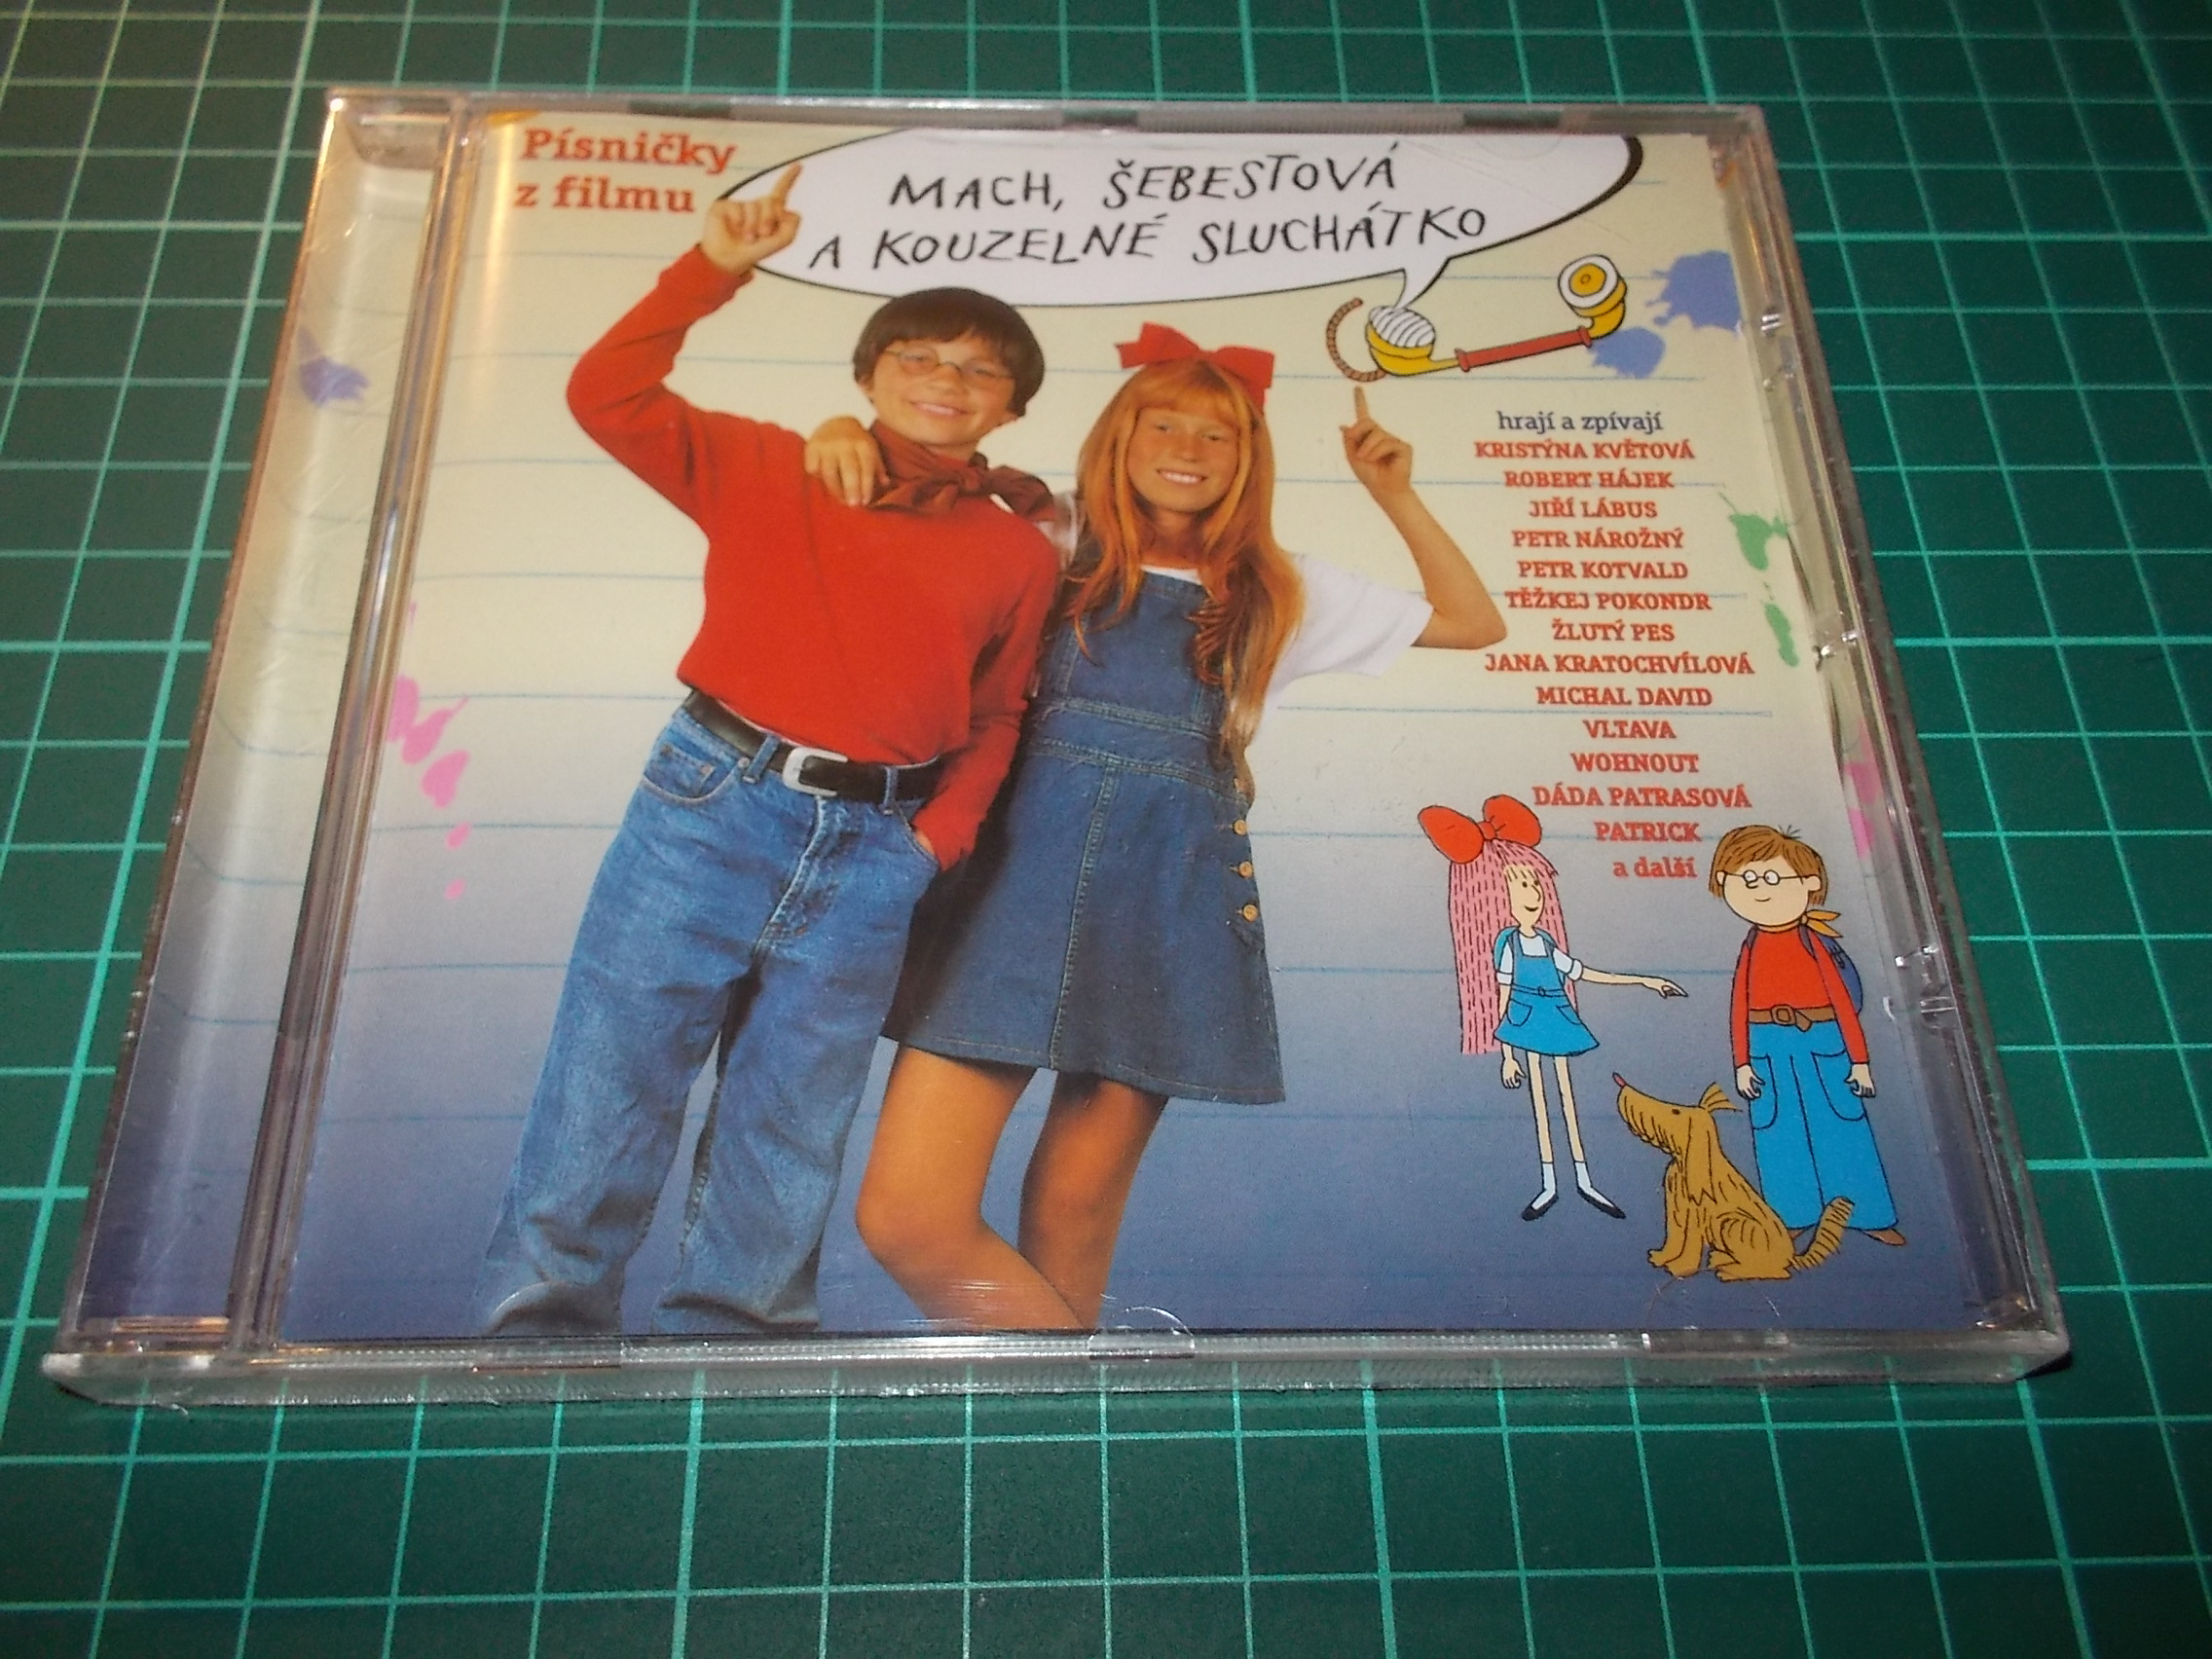 Písničky
z filmu
MACH, ŠEBESTOVÁ
A KOUZELNÉ SLUCHÁTKO
hrají a zpívají
KRISTÝNA KVĚTOVÁ
ROBERT HÁJEK
JIŘÍ LÁBUS
PETR NÁROŽNÝ
PETR KOTVALD
TĚŽKEJ POKONDR
ŽLUTÝ PES
JANA KRATOCHVÍLOVÁ
MICHAL DAVID
VLTAVA
WOHNOUT
DÁDA PATRASOVÁ
PATRICK
a další